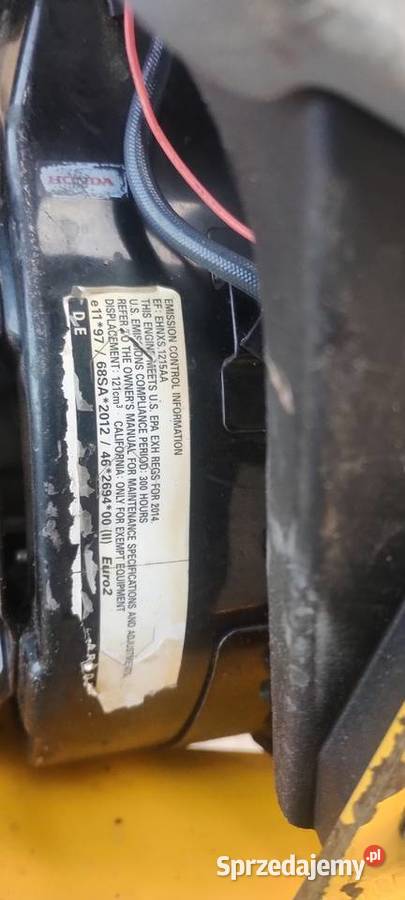 HONDA
EMISSION CONTROL INFORMATION
EF: EHNXS.1215AA
THIS ENGINE MEETS U.S. EPA EXH REGS FOR 2014.
U.S. EMISSIONS COMPLIANCE PERIOD: 300 HOURS
REFER TO THE OWNER'S MANUAL FOR MAINTENANCE SPECIFICATIONS AND ADJUSTMENTS.
DISPLACEMENT: 121cm³ CALIFORNIA: ONLY FOR EXEMPT EQUIPMENT
e11*97/68SA*2012/46*2694*00 (II) Euro2
D_E
Sprzedajemy.pl